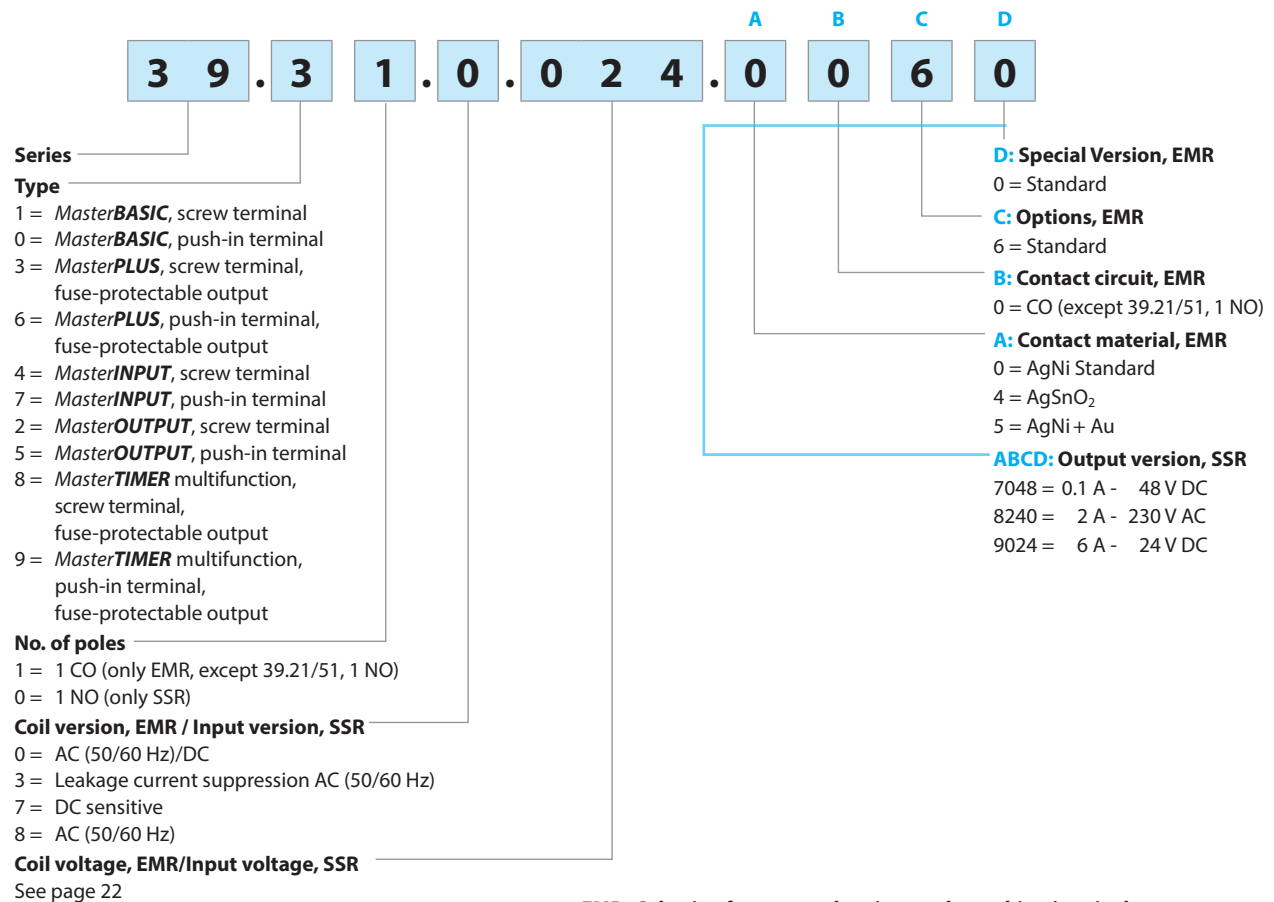 A B C D
3 9 . 3 1 . 0 . 0 2 4 . 0 0 6 0
Series
Type
1 = MasterBASIC, screw terminal
0 = MasterBASIC, push-in terminal
3 = MasterPLUS, screw terminal,
fuse-protectable output
6 = MasterPLUS, push-in terminal,
fuse-protectable output
4 = MasterINPUT, screw terminal
7 = MasterINPUT, push-in terminal
2 = MasterOUTPUT, screw terminal
5 = MasterOUTPUT, push-in terminal
8 = MasterTIMER multifunction,
screw terminal,
fuse-protectable output
9 = MasterTIMER multifunction,
push-in terminal,
fuse-protectable output
No. of poles
1 = 1 CO (only EMR, except 39.21/51, 1 NO)
0 = 1 NO (only SSR)
Coil version, EMR / Input version, SSR
0 = AC (50/60 Hz)/DC
3 = Leakage current suppression AC (50/60 Hz)
7 = DC sensitive
8 = AC (50/60 Hz)
Coil voltage, EMR/Input voltage, SSR
See page 22
D: Special Version, EMR
0 = Standard
C: Options, EMR
6 = Standard
B: Contact circuit, EMR
0 = CO (except 39.21/51, 1 NO)
A: Contact material, EMR
0 = AgNi Standard
4 = AgSnO₂
5 = AgNi + Au
ABCD: Output version, SSR
7048 = 0.1 A - 48 V DC
8240 = 2 A - 230 V AC
9024 = 6 A - 24 V DC